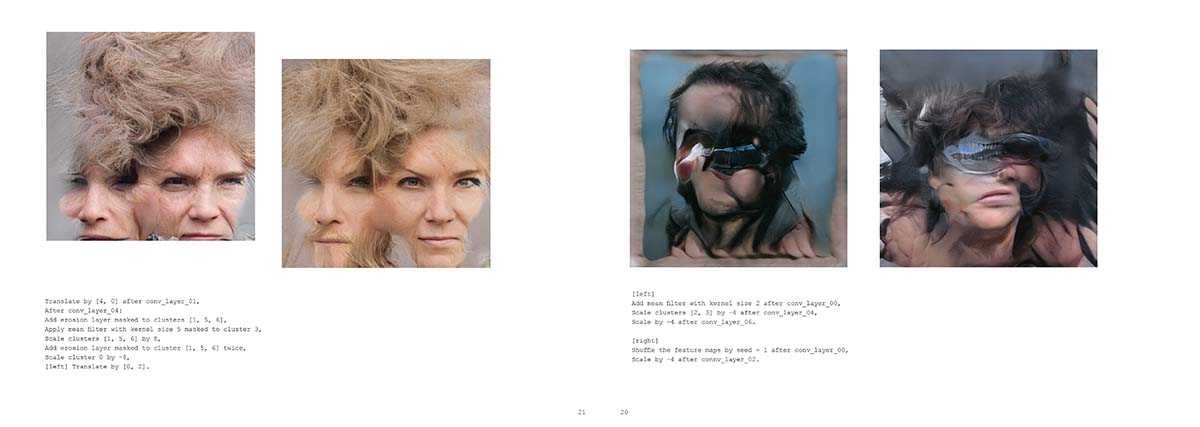 Translate by [4, 0] after conv_layer_01,
After conv_layer_04:
Add erosion layer masked to clusters [1, 5, 6],
Apply mean filter with kernel size 5 masked to cluster 3,
Scale clusters [1, 5, 6] by 8,
Add erosion layer masked to cluster [1, 5, 6] twice,
Scale cluster 0 by -8,
[left] Translate by [0, 2].
[left]
Add mean filter with kernel size 2 after conv_layer_00,
Scale clusters [2, 3] by -4 after conv_layer_04,
Scale by -4 after conv_layer_06.
[right]
Shuffle the feature maps by seed = 1 after conv_layer_00,
Scale by -4 after connv_layer_02.
21
20